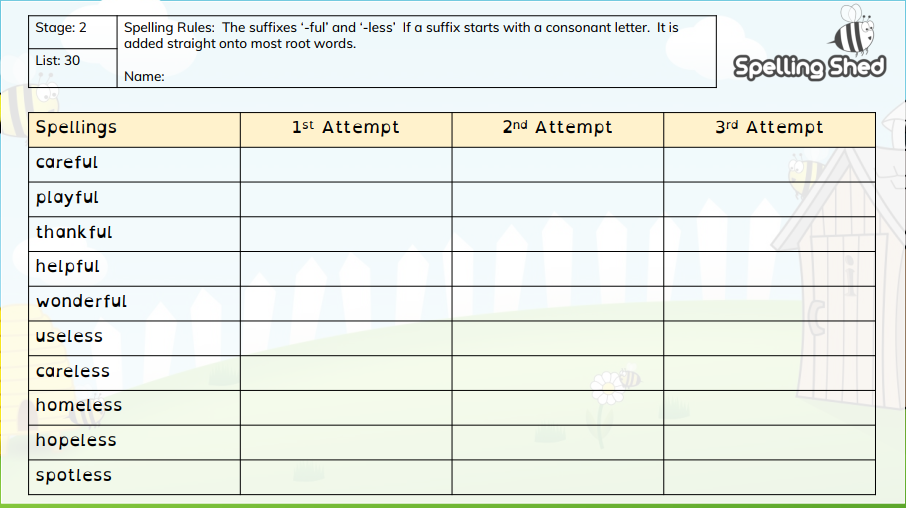 Stage: 2
List: 30
Spelling Rules: The suffixes ‘-ful’ and ‘-less’ If a suffix starts with a consonant letter. It is
added straight onto most root words.
Name:
Spelling Shed
Spellings 1st Attempt 2nd Attempt 3rd Attempt
careful
playful
thankful
helpful
wonderful
useless
careless
homeless
hopeless
spotless